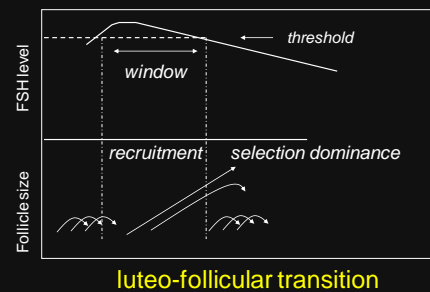 FSH level
threshold
window
Follicle size
recruitment
selection dominance
luteo-follicular transition